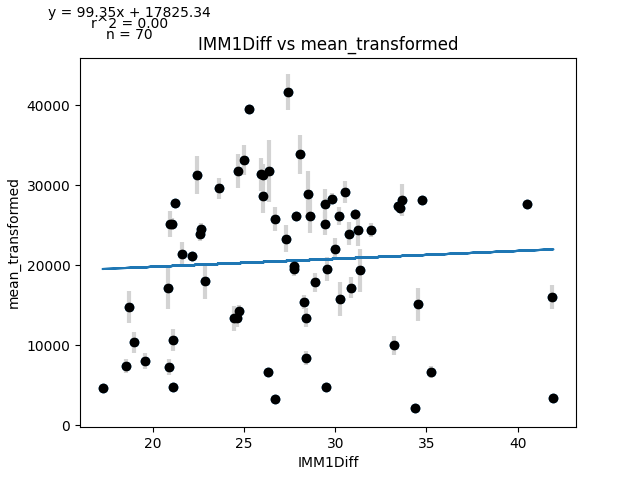 y = 99.35x + 17825.34
r^2 = 0.00
n = 70
IMM1Diff vs mean_transformed
mean_transformed
40000
30000
20000
10000
0
20 25 30 35 40
IMM1Diff